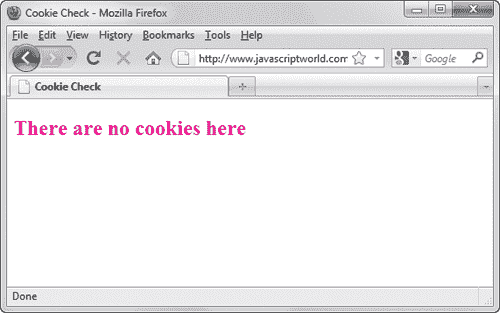 Cookie Check - Mozilla Firefox
File Edit View History Bookmarks Tools Help
http://www.javascriptworld.com
Google
Cookie Check
There are no cookies here
Done